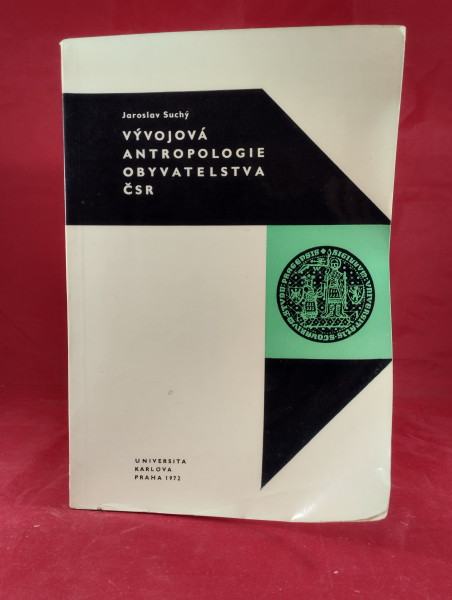 Jaroslav Suchý
VÝVOJOVÁ
ANTROPOLOGIE
OBYVATELSTVA
ČSR
UNIVERSITA
KARLOVA
PRAHA 1972